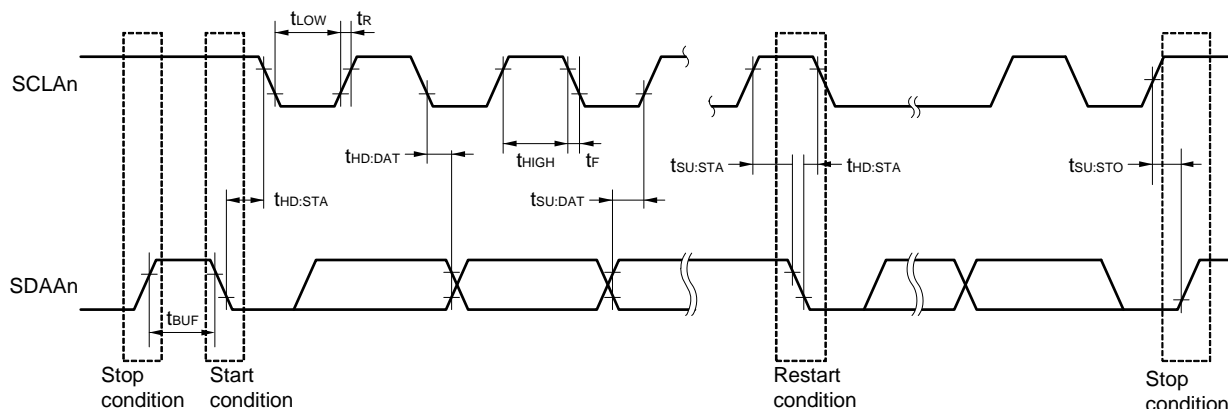 tLOW
tR
SCLAn
tHD:DAT
tHIGH
tF
tSU:STA
tHD:STA
tSU:STO
tHD:STA
tSU:DAT
SDAAn
tBUF
Stop
condition
Start
condition
Restart
condition
Stop
condition